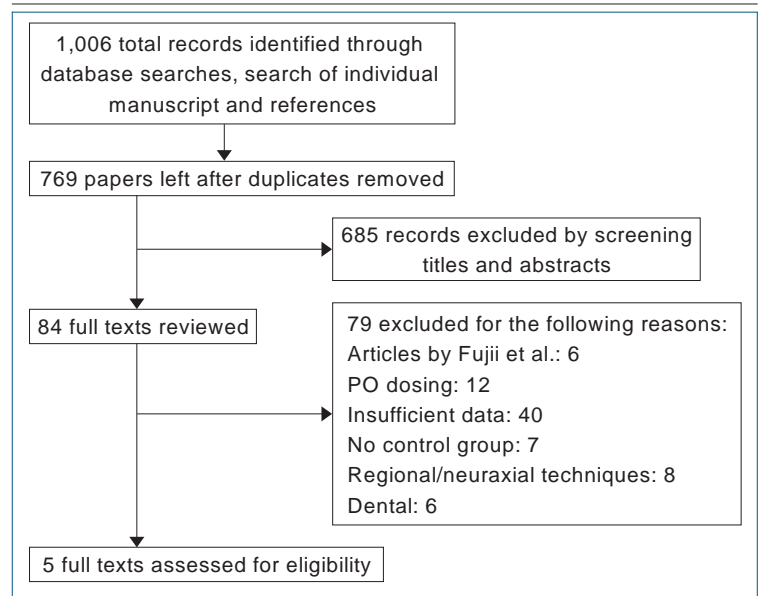 1,006 total records identified through
database searches, search of individual
manuscript and references
769 papers left after duplicates removed
685 records excluded by screening
titles and abstracts
84 full texts reviewed
79 excluded for the following reasons:
Articles by Fujii et al.: 6
PO dosing: 12
Insufficient data: 40
No control group: 7
Regional/neuraxial techniques: 8
Dental: 6
5 full texts assessed for eligibility